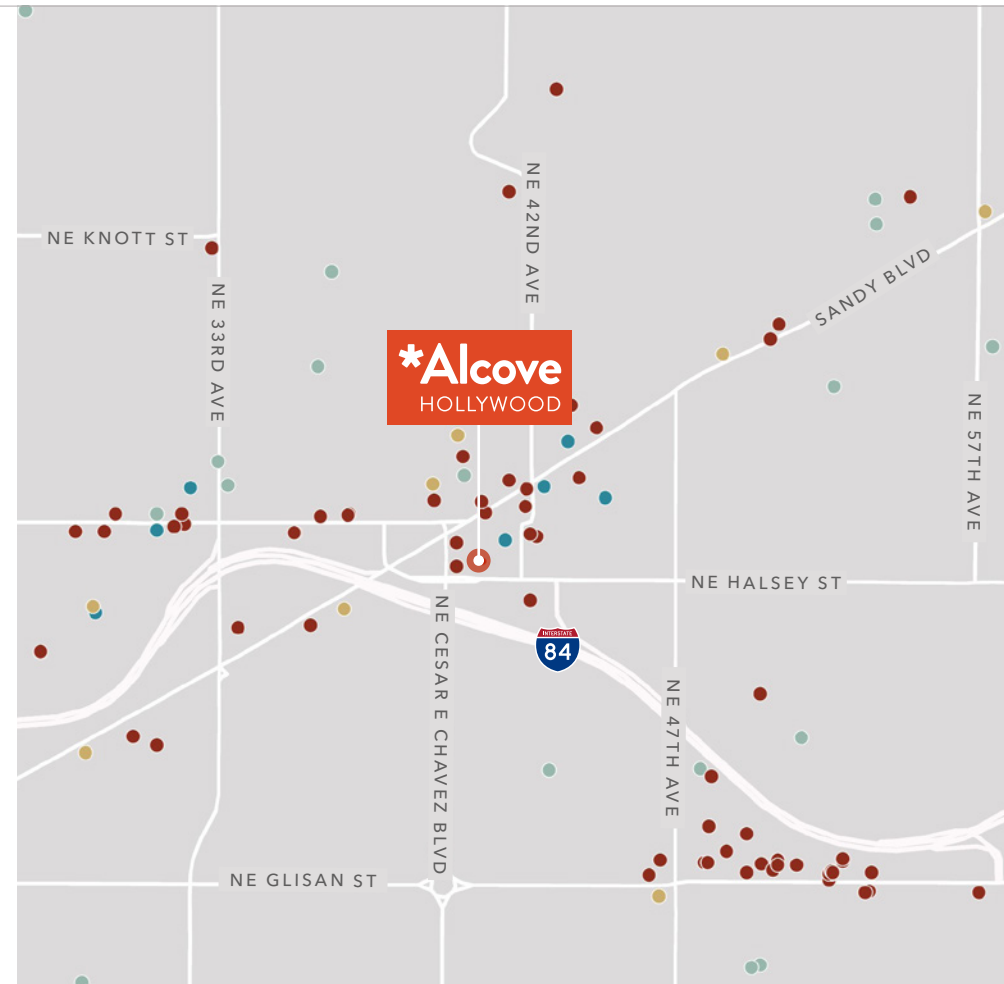 NE 42ND AVE
NE KNOTT ST
SANDY BLVD
NE 33RD AVE
*Alcove
HOLLYWOOD
NE 57TH AVE
NE HALSEY ST
NE CESAR E CHAVEZ BLVD
INTERSTATE
84
NE 47TH AVE
NE GLISAN ST